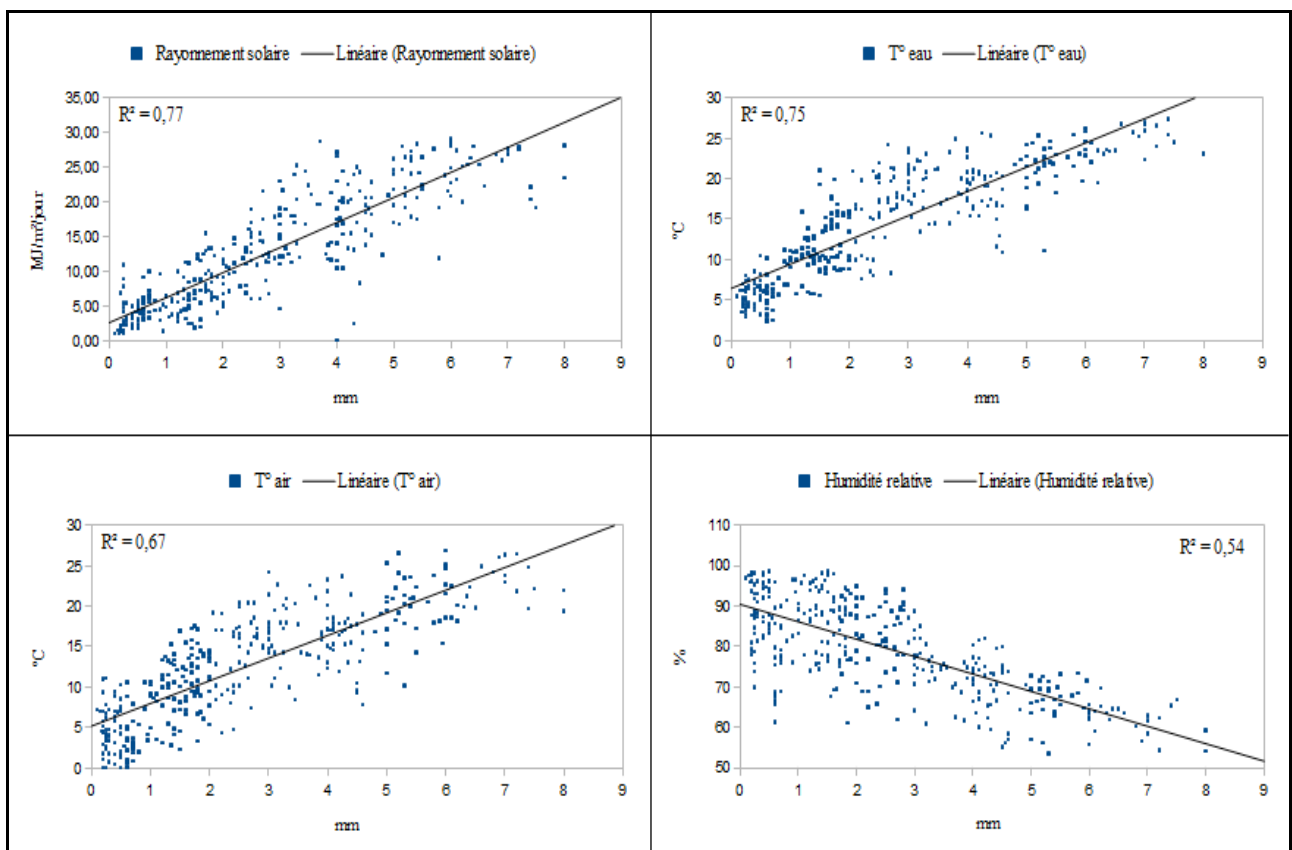 Rayonnement solaire Linéaire (Rayonnement solaire)
R² = 0,77
35,00
30,00
25,00
20,00
15,00
10,00
5,00
0,00
MJ/m²/jour
0 1 2 3 4 5 6 7 8 9
mm
T° eau Linéaire (T° eau)
R² = 0,75
30
25
20
15
10
5
0
°C
0 1 2 3 4 5 6 7 8 9
mm
T° air Linéaire (T° air)
R² = 0,67
30
25
20
15
10
5
0
°C
0 1 2 3 4 5 6 7 8 9
mm
Humidité relative Linéaire (Humidité relative)
R² = 0,54
110
100
90
80
70
60
50
%
0 1 2 3 4 5 6 7 8 9
mm